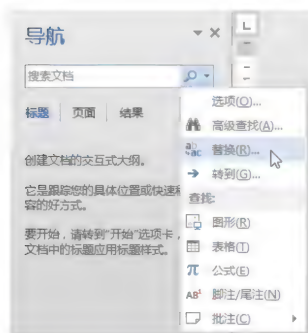 导航
搜索文档
标题 页面 结果
创建文档的交互式大纲。
它是跟踪您的具体位置或快速
容的好方式。
要开始，请转到"开始"选项卡，
文档中的标题应用标题样式。
选项(O)...
高级查找(A)...
替换(R)...
转到(G)...
查找:
图形(R)
表格(T)
公式(E)
脚注/尾注(N)
批注(C)